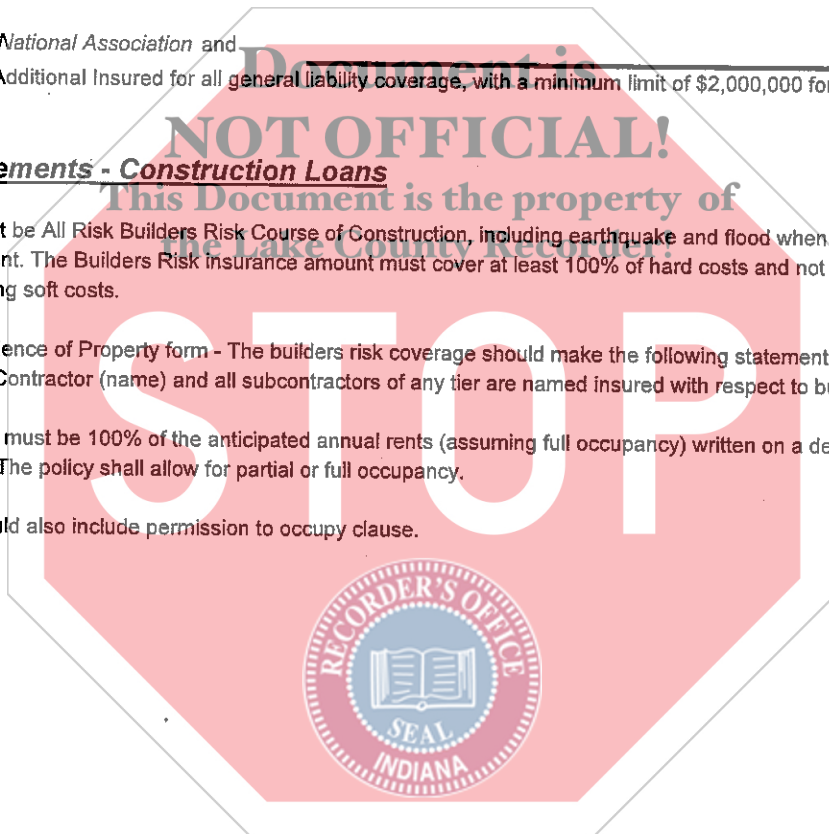 National Association and
Document is
Additional Insured for all general liability coverage, with a minimum limit of $2,000,000 for
NOT OFFICIAL!
ements - Construction Loans
This Document is the property of
t be All Risk Builders Risk Course of Construction, including earthquake and flood when
the Lake County Recorder!
nt. The Builders Risk insurance amount must cover at least 100% of hard costs and not
g soft costs.
ence of Property form - The builders risk coverage should make the following statement
Contractor (name) and all subcontractors of any tier are named insured with respect to bu
must be 100% of the anticipated annual rents (assuming full occupancy) written on a de
The policy shall allow for partial or full occupancy.
STOP
ld also include permission to occupy clause.
RECORDER'S OFFICE
SEAL
INDIANA